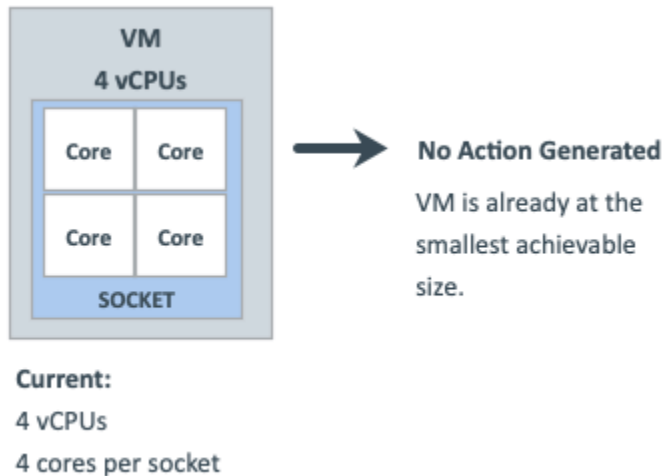 VM
4 vCPUs
Core Core
Core Core
SOCKET
No Action Generated
VM is already at the
smallest achievable
size.
Current:
4 vCPUs
4 cores per socket